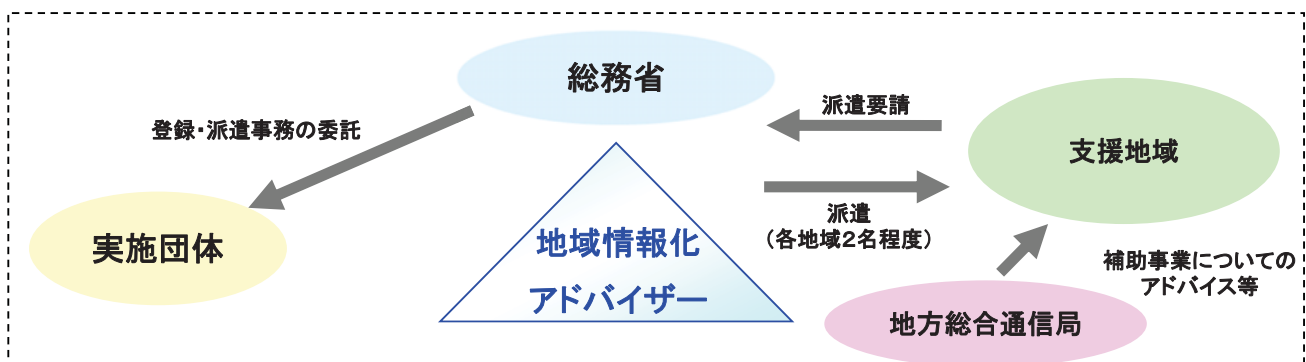 総務省
登録・派遣事務の委託
派遣要請
支援地域
実施団体
地域情報化
アドバイザー
派遣
（各地域２名程度）
補助事業についての
アドバイス等
地方総合通信局